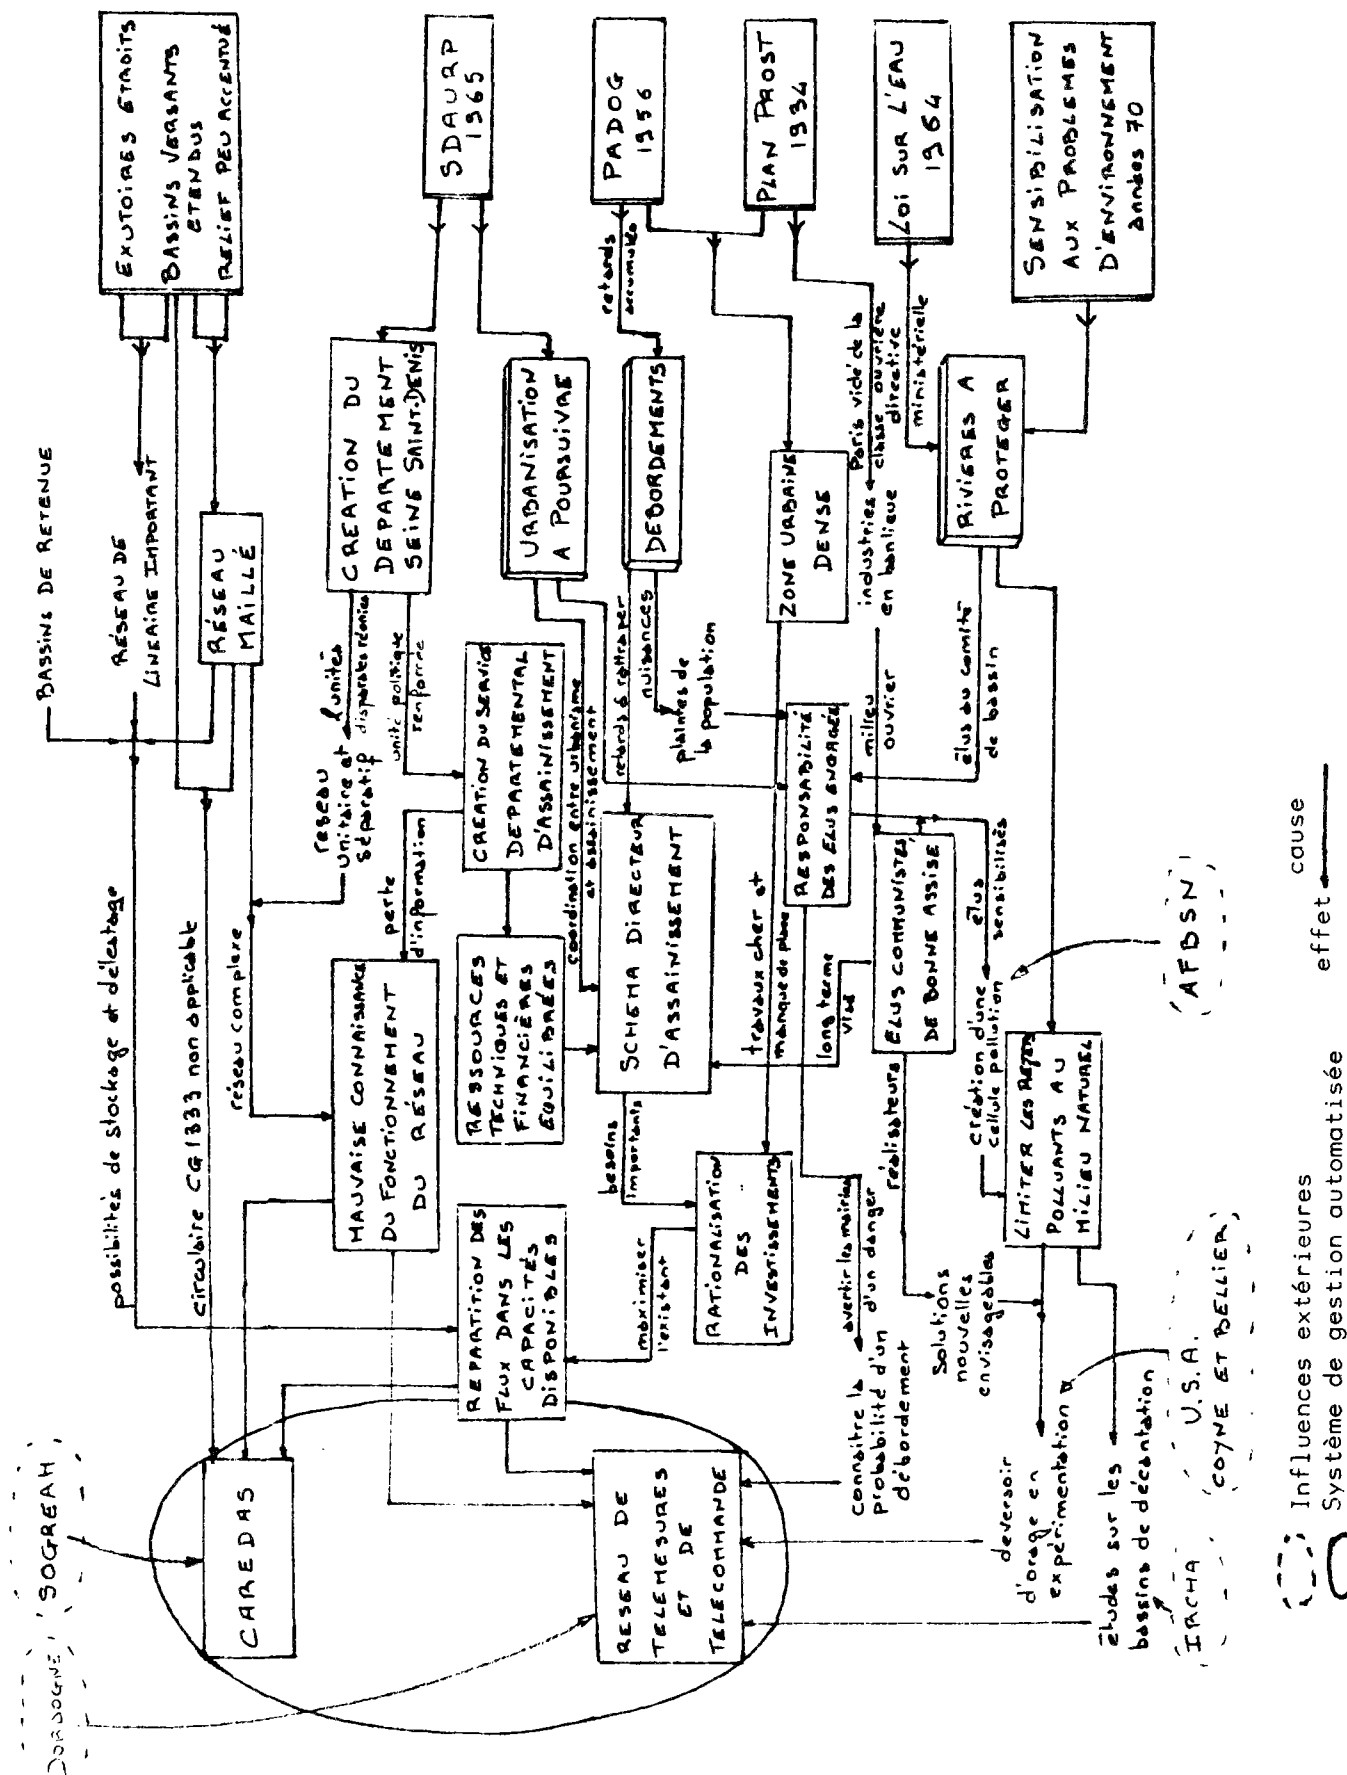 EXUTOIRES ETROITS
BASSINS VERSANTS
ETENDUS
RELIEF PEU ACCENTUÉ
SDAURP
1965
PADOG
1956
PLAN PROST
1934
LOI SUR L'EAU
1964
SENSIBILISATION
AUX PROBLEMES
D'ENVIRONNEMENT
années 70
BASSINS DE RETENUE
RÉSEAU DE
LINEAIRE IMPORTANT
RÉSEAU
MAILLÉ
CREATION DU
DEPARTEMENT
SEINE SAINT-DENIS
URBANISATION
A POURSUIVRE
retards
accumulés
DEBORDEMENTS
ZONE URBAINE
DENSE
Paris vidé de la
classe ouvrière
industries
en banlieue
directive
ministérielle
RIVIERES A
PROTEGER
réseau
unitaire et
séparatif
unités
disparates réunies
unité politique
renforcée
CREATION DU SERVICE
DEPARTEMENTAL
D'ASSAINISSEMENT
coordination entre urbanisme
et assainissement
retards à rattraper
nuisances
plaintes de
la population
RESPONSABILITÉ
DES ELUS ENGAGÉE
milieu
ouvrier
élus au comité
de bassin
possibilités de stockage et délestage
circulaire CG 1333 non applicable
réseau complexe
perte
d'information
MAUVAISE CONNAISSANCE
DU FONCTIONNEMENT
DU RÉSEAU
RESSOURCES
TECHNIQUES ET
FINANCIÈRES
EQUILIBRÉES
SCHEMA DIRECTEUR
D'ASSAINISSEMENT
travaux cher et
manque de place
long terme
visé
ELUS COMMUNISTES
DE BONNE ASSISE
élus
sensibilisés
création d'une
cellule pollution
AFBSN
REPARTITION DES
FLUX DANS LES
CAPACITÉS
DISPONIBLES
besoins
importants
maximiser
l'existant
RATIONALISATION
DES
INVESTISSEMENTS
avertir les mairies
d'un danger
réalisateurs
LIMITER LES REJETS
POLLUANTS AU
MILIEU NATUREL
solutions
nouvelles
envisageables
connaitre la
probabilité d'un
débordement
DORDOGNE
SOGREAH
CAREDAS
RESEAU DE
TELEMESURES
ET DE
TELECOMMANDE
deversoir
d'orage en
expérimentation
études sur les
bassins de décantation
IRCHA
U.S.A.
COYNE ET BELLIER
Influences extérieures
Système de gestion automatisée
effet
cause